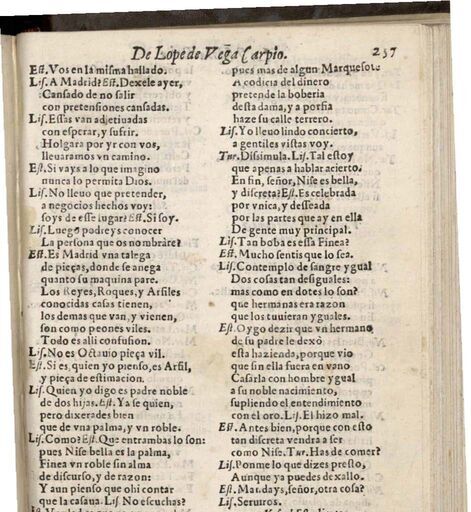 De Lope de Vega Carpio. 257
Est. Vos en la misma hallado.
Lis. A Madrid? Est. Dexele ayer,
Cansado de no salir
con pretensiones cansadas.
Lis. Essas van adjetiuadas
con esperar, y sufrir.
Holgara por yr con vos,
lleuaramos vn camino.
Est. Si vays a lo que imagino
nunca lo permita Dios.
Lis. No lleuo que pretender,
a negocios hechos voy:
soys de esse lugar? Est. Si soy.
Lis. Luego podreys conocer
La persona que os nombràre?
Est. Es Madrid vna talega
de pieças, donde se anega
quanto su maquina pare.
Los Reyes, Roques, y Arfiles
conocidas casas tienen,
los demas que van, y vienen,
son como peones viles.
Todo es alli confusion.
Lis. No es Octauio pieça vil.
Est. Si es, quien yo pienso, es Arfil,
y pieça de estimacion.
Lis. Quien yo digo es padre noble
de dos hijas. Est. Ya se quien,
pero dixerades bien
que de vna palma, y vn roble.
Lis. Como? Est. Que entrambas lo son:
pues Nise bella es la palma,
Finea vn roble sin alma
de discurso, y de razon:
Y aun pienso que ohi contar
que la casaua. Lis. No escuchas?
pues mas de algun Marquesote
A codicia del dinero
pretende la boberia
desta dama, y a porfia
haze su calle terrero.
Lis. Yo lleuo lindo concierto,
a gentiles vistas voy.
Tur. Dissimula. Lis. Tal estoy
que apenas a hablar acierto.
En fin, señor, Nise es bella,
y discreta? Est. Es celebrada
por vnica, y desseada
por las partes que ay en ella
De gente muy principal.
Lis. Tan boba es essa Finea?
Est. Mucho sentis que lo sea.
Lis. Contemplo de sangre ygual
Dos cosas tan desiguales:
mas como en dotes lo son?
que hermanas era razon
que los tuuieran yguales.
Est. Oygo dezir que vn hermano
de su padre le dexò
esta hazienda, porque vio
que sin ella fuera en vano
Casarla con hombre ygual
a su noble nacimiento,
supliendo el entendimiento
con el oro. Lis. El hizo mal.
Est. Antes bien, porque con esto
tan discreta vendra a ser
como Nise. Tur. Has de comer?
Lis. Ponme lo que dizes presto,
Aunque ya puedes dexallo.
Est. Mandays, señor, otra cosa?
Lis. Seruiros.